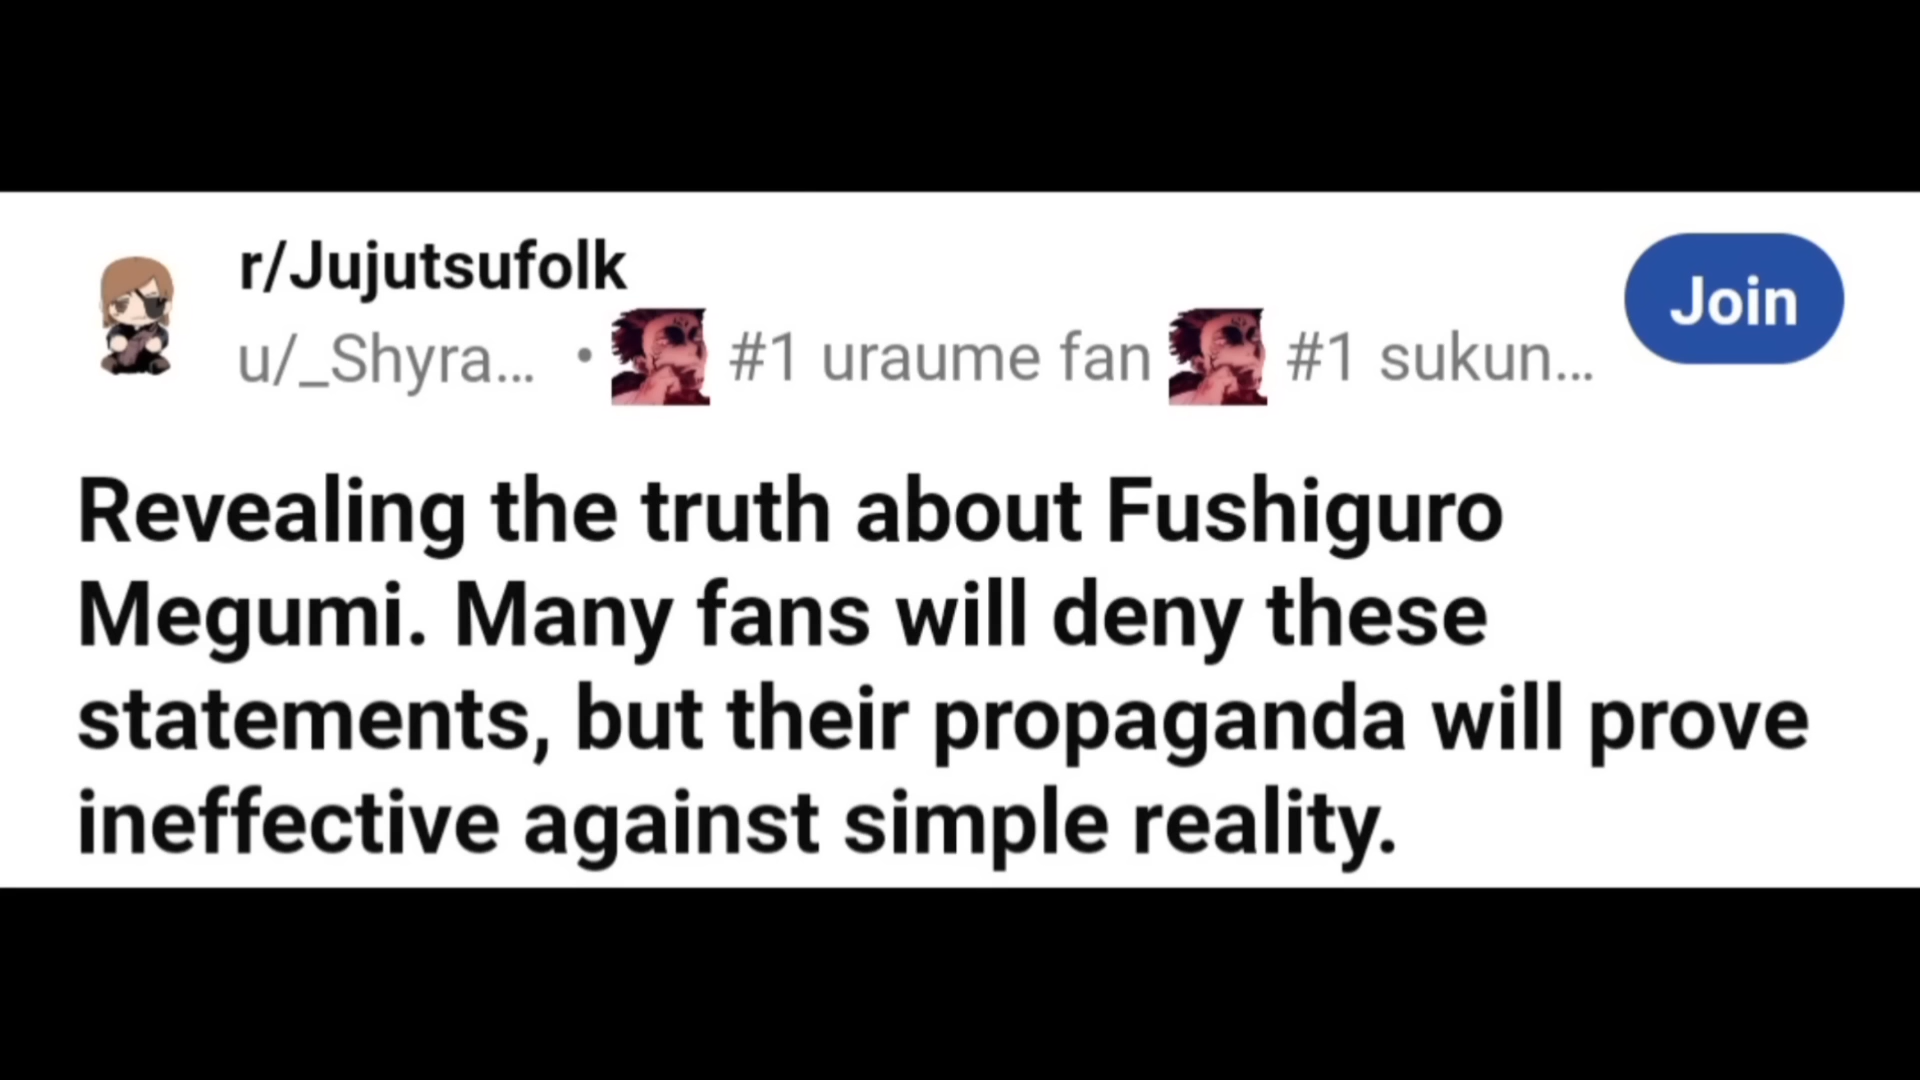 r/Jujutsufolk
Join
u/_Shyra... • #1 uraume fan #1 sukun...
Revealing the truth about Fushiguro
Megumi. Many fans will deny these
statements, but their propaganda will prove
ineffective against simple reality.